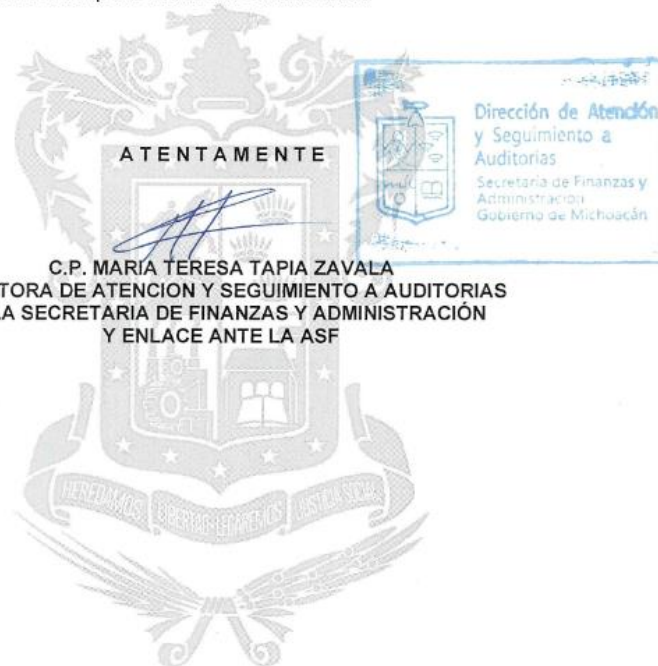 ATENTAMENTE
C.P. MARIA TERESA TAPIA ZAVALA
TORA DE ATENCION Y SEGUIMIENTO A AUDITORIAS
A SECRETARIA DE FINANZAS Y ADMINISTRACIÓN
Y ENLACE ANTE LA ASF
Dirección de Atención
y Seguimiento a
Auditorias
Secretaría de Finanzas y
Administración
Gobierno de Michoacán
HEREDAMOS LIBERTAD LEGAREMOS JUSTICIA SOCIAL